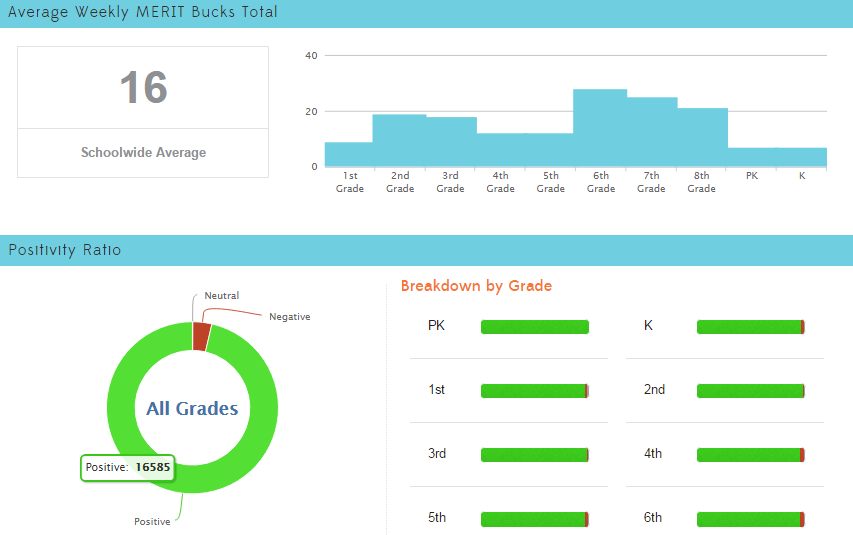 Average Weekly MERIT Bucks Total
16
Schoolwide Average
40
20
0
1st Grade
2nd Grade
3rd Grade
4th Grade
5th Grade
6th Grade
7th Grade
8th Grade
PK
K
Positivity Ratio
Neutral
Negative
All Grades
Positive: 16585
Positive
Breakdown by Grade
PK
K
1st
2nd
3rd
4th
5th
6th